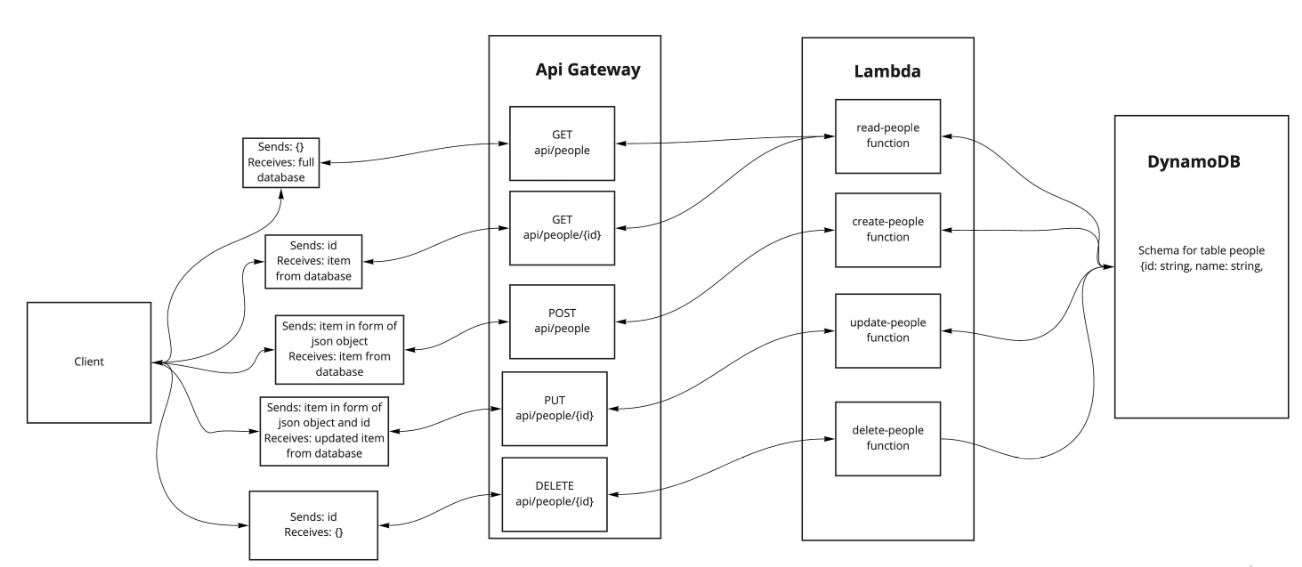 Api Gateway
Lambda
DynamoDB
Client
Sends: {}
Receives: full
database
Sends: id
Receives: item
from database
Sends: item in form of
json object
Receives: item from
database
Sends: item in form of
json object and id
Receives: updated item
from database
Sends: id
Receives: {}
GET
api/people
GET
api/people/{id}
POST
api/people
PUT
api/people/{id}
DELETE
api/people/{id}
read-people
function
create-people
function
update-people
function
delete-people
function
Schema for table people
{id: string, name: string,